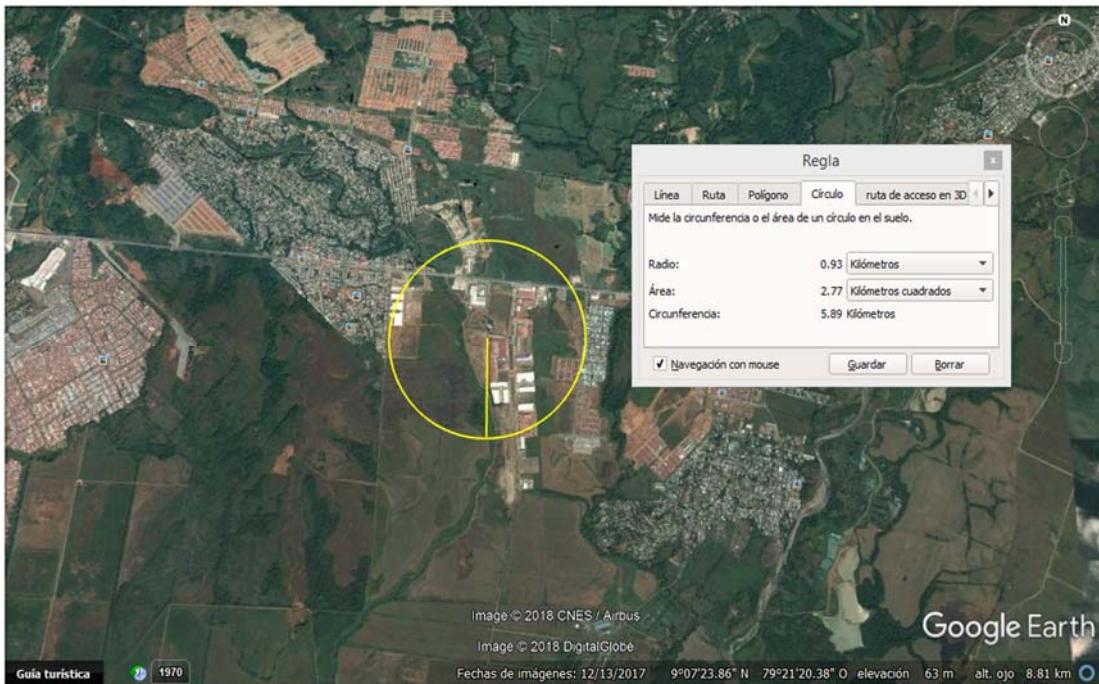 N
Regla
x
Línea Ruta Polígono Círculo ruta de acceso en 3D
Mide la circunferencia o el área de un círculo en el suelo.
Radio: 0.93 Kilómetros
Área: 2.77 Kilómetros cuadrados
Circunferencia: 5.89 Kilómetros
Navegación con mouse Guardar Borrar
Image © 2018 CNES / Airbus
Image © 2018 DigitalGlobe
Google Earth
Guía turística 1970 Fechas de imágenes: 12/13/2017 9°07'23.86" N 79°21'20.38" O elevación 63 m alt. ojo 8.81 km